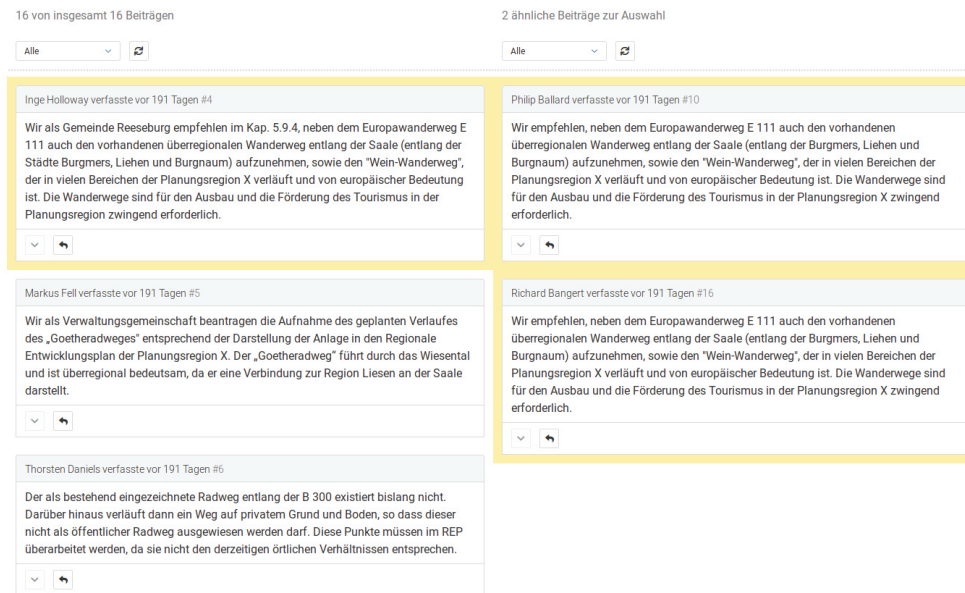 16 von insgesamt 16 Beiträgen
Alle
Inge Holloway verfasste vor 191 Tagen #4
Wir als Gemeinde Reeseburg empfehlen im Kap. 5.9.4, neben dem Europawanderweg E
111 auch den vorhandenen überregionalen Wanderweg entlang der Saale (entlang der
Städte Burgmers, Liehen und Burgnaum) aufzunehmen, sowie den "Wein-Wanderweg",
der in vielen Bereichen der Planungsregion X verläuft und von europäischer Bedeutung
ist. Die Wanderwege sind für den Ausbau und die Förderung des Tourismus in der
Planungsregion zwingend erforderlich.
Markus Fell verfasste vor 191 Tagen #5
Wir als Verwaltungsgemeinschaft beantragen die Aufnahme des geplanten Verlaufes
des „Goetheradweges" entsprechend der Darstellung der Anlage in den Regionale
Entwicklungsplan der Planungsregion X. Der „Goetheradweg" führt durch das Wiesental
und ist überregional bedeutsam, da er eine Verbindung zur Region Liesen an der Saale
darstellt.
Thorsten Daniels verfasste vor 191 Tagen #6
Der als bestehend eingezeichnete Radweg entlang der B 300 existiert bislang nicht.
Darüber hinaus verläuft dann ein Weg auf privatem Grund und Boden, so dass dieser
nicht als öffentlicher Radweg ausgewiesen werden darf. Diese Punkte müssen im REP
überarbeitet werden, da sie nicht den derzeitigen örtlichen Verhältnissen entsprechen.
2 ähnliche Beiträge zur Auswahl
Alle
Philip Ballard verfasste vor 191 Tagen #10
Wir empfehlen, neben dem Europawanderweg E 111 auch den vorhandenen
überregionalen Wanderweg entlang der Saale (entlang der Burgmers, Liehen und
Burgnaum) aufzunehmen, sowie den "Wein-Wanderweg", der in vielen Bereichen der
Planungsregion X verläuft und von europäischer Bedeutung ist. Die Wanderwege sind
für den Ausbau und die Förderung des Tourismus in der Planungsregion X zwingend
erforderlich.
Richard Bangert verfasste vor 191 Tagen #16
Wir empfehlen, neben dem Europawanderweg E 111 auch den vorhandenen
überregionalen Wanderweg entlang der Saale (entlang der Burgmers, Liehen und
Burgnaum) aufzunehmen, sowie den "Wein-Wanderweg", der in vielen Bereichen der
Planungsregion X verläuft und von europäischer Bedeutung ist. Die Wanderwege sind
für den Ausbau und die Förderung des Tourismus in der Planungsregion X zwingend
erforderlich.